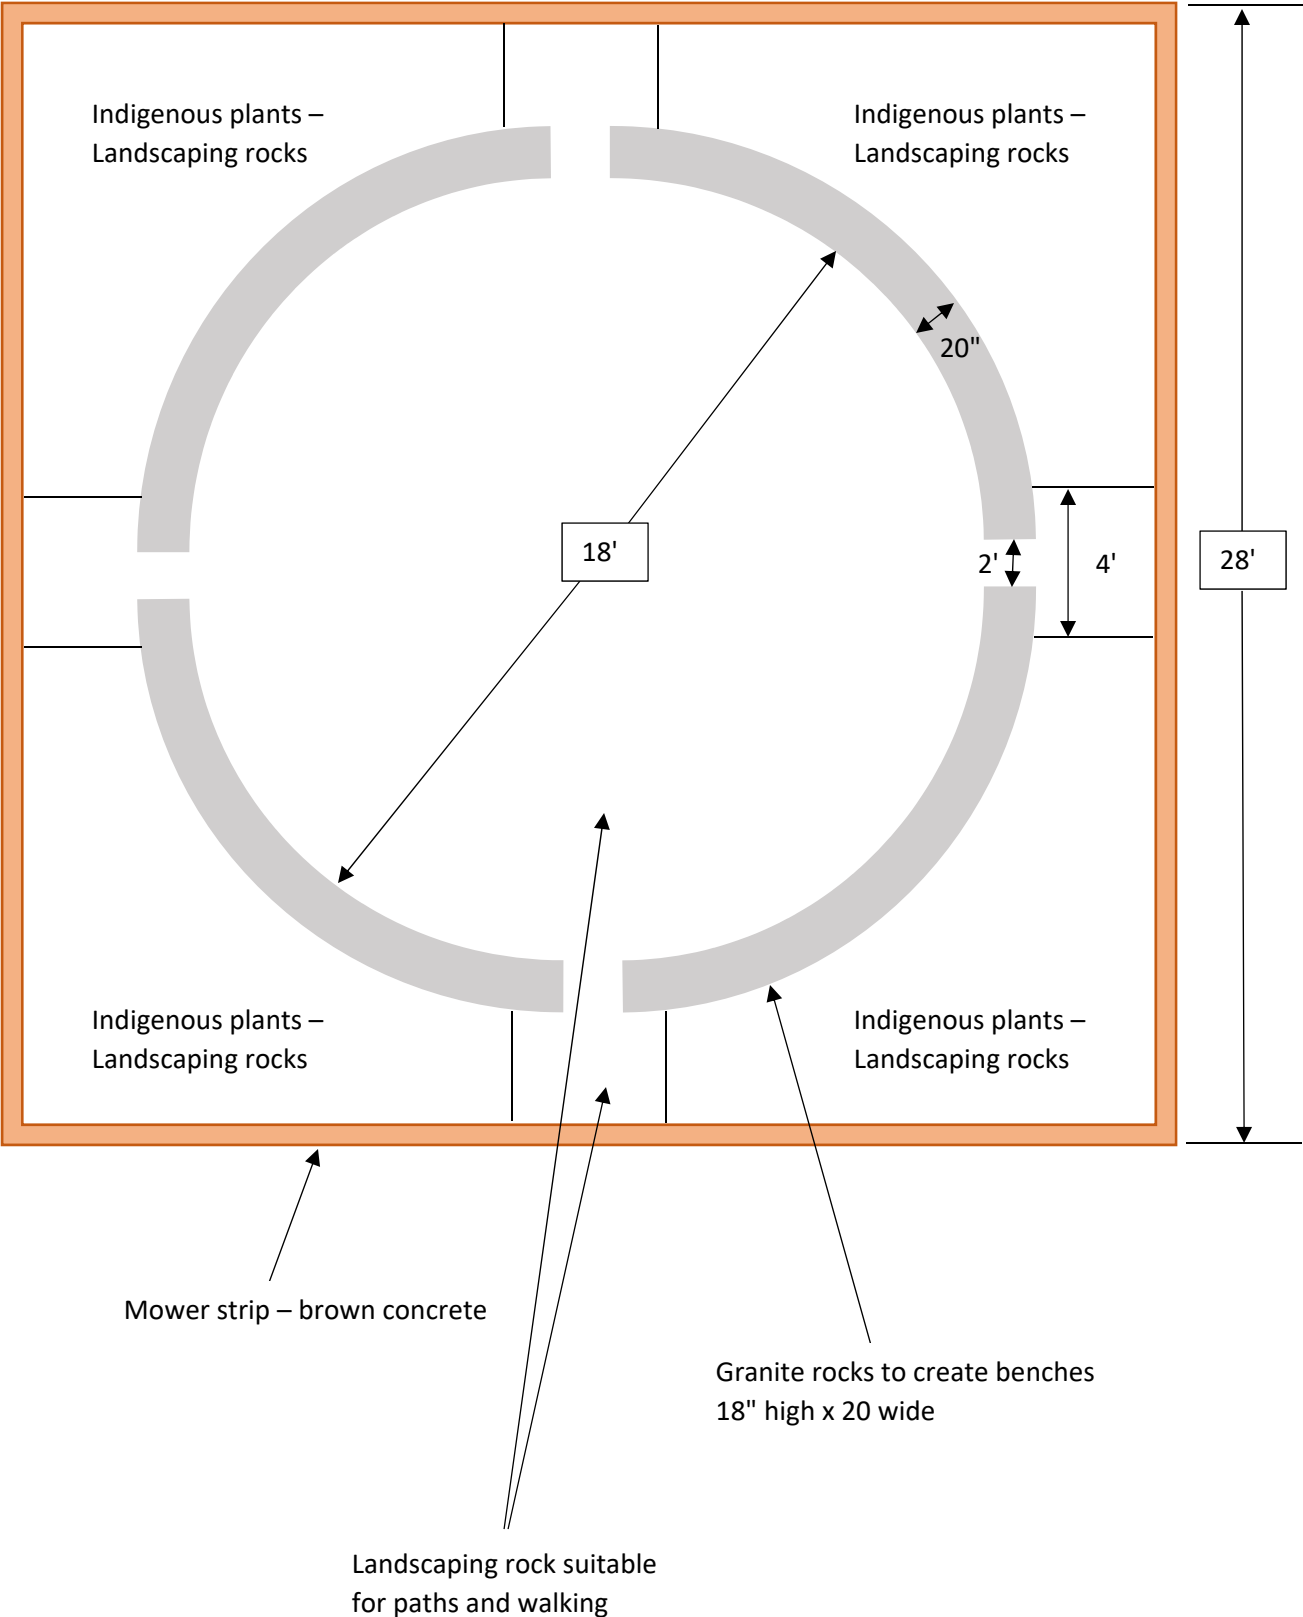 Indigenous plants –
Landscaping rocks
Indigenous plants –
Landscaping rocks
20"
18'
2'
4'
28'
Indigenous plants –
Landscaping rocks
Indigenous plants –
Landscaping rocks
Mower strip – brown concrete
Granite rocks to create benches
18" high x 20 wide
Landscaping rock suitable
for paths and walking